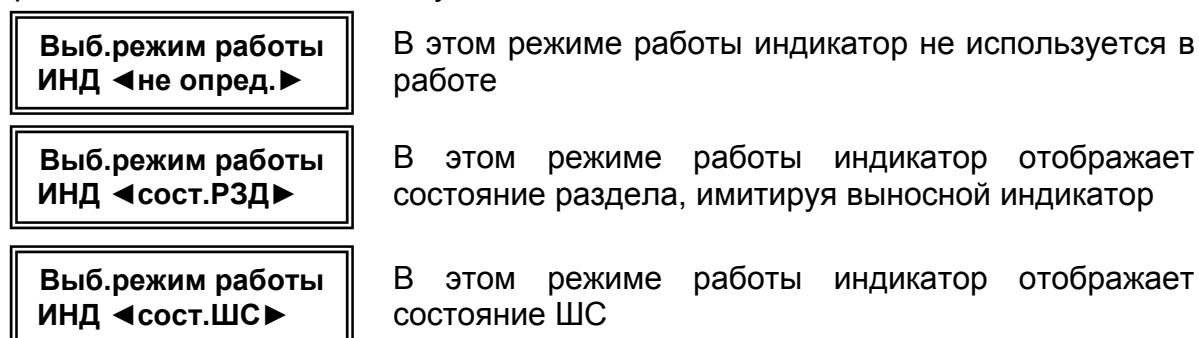 Выб.режим работы
ИНД ◄не опред.►
В этом режиме работы индикатор не используется в
работе
Выб.режим работы
ИНД ◄сост.РЗД►
В этом режиме работы индикатор отображает
состояние раздела, имитируя выносной индикатор
Выб.режим работы
ИНД ◄сост.ШС►
В этом режиме работы индикатор отображает
состояние ШС